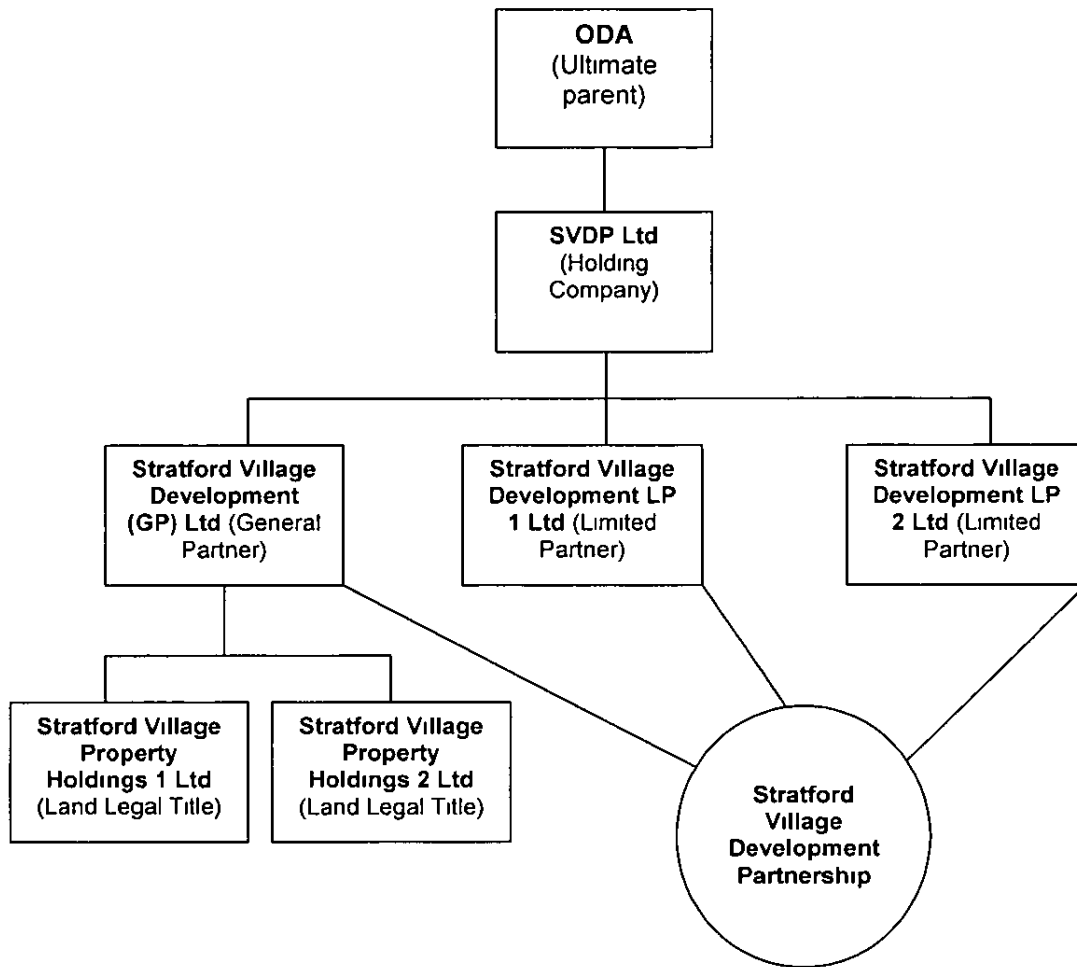 ODA
(Ultimate
parent)
SVDP Ltd
(Holding
Company)
Stratford Village
Development
(GP) Ltd (General
Partner)
Stratford Village
Development LP
1 Ltd (Limited
Partner)
Stratford Village
Development LP
2 Ltd (Limited
Partner)
Stratford Village
Property
Holdings 1 Ltd
(Land Legal Title)
Stratford Village
Property
Holdings 2 Ltd
(Land Legal Title)
Stratford
Village
Development
Partnership